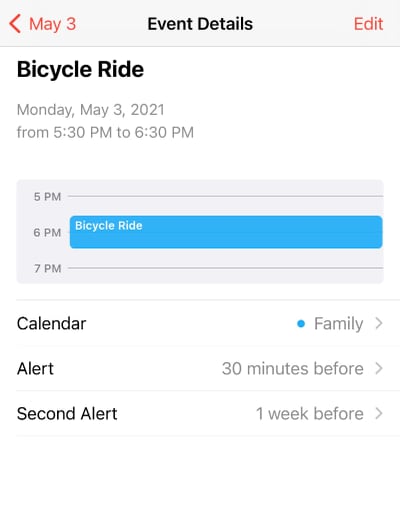 May 3 Event Details Edit
Bicycle Ride
Monday, May 3, 2021
from 5:30 PM to 6:30 PM
5 PM
6 PM Bicycle Ride
7 PM
Calendar Family
Alert 30 minutes before
Second Alert 1 week before